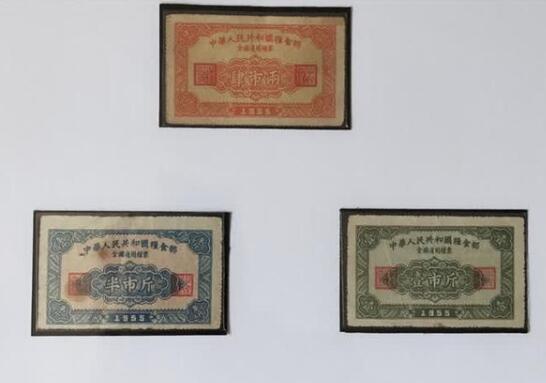 中華人民共和國糧食部
全國通用糧票
肆市兩
1955
中華人民共和國糧食部
全國通用糧票
半市斤
1955
中華人民共和國糧食部
全國通用糧票
壹市斤
1955